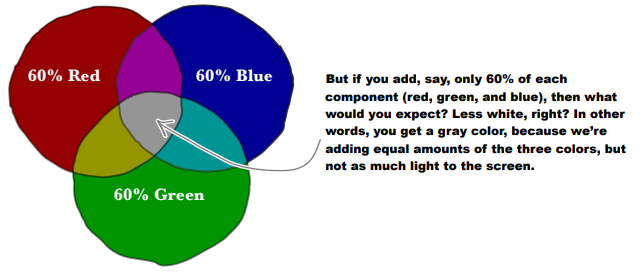 60% Red
60% Blue
60% Green
But if you add, say, only 60% of each
component (red, green, and blue), then what
would you expect? Less white, right? In other
words, you get a gray color, because we’re
adding equal amounts of the three colors, but
not as much light to the screen.